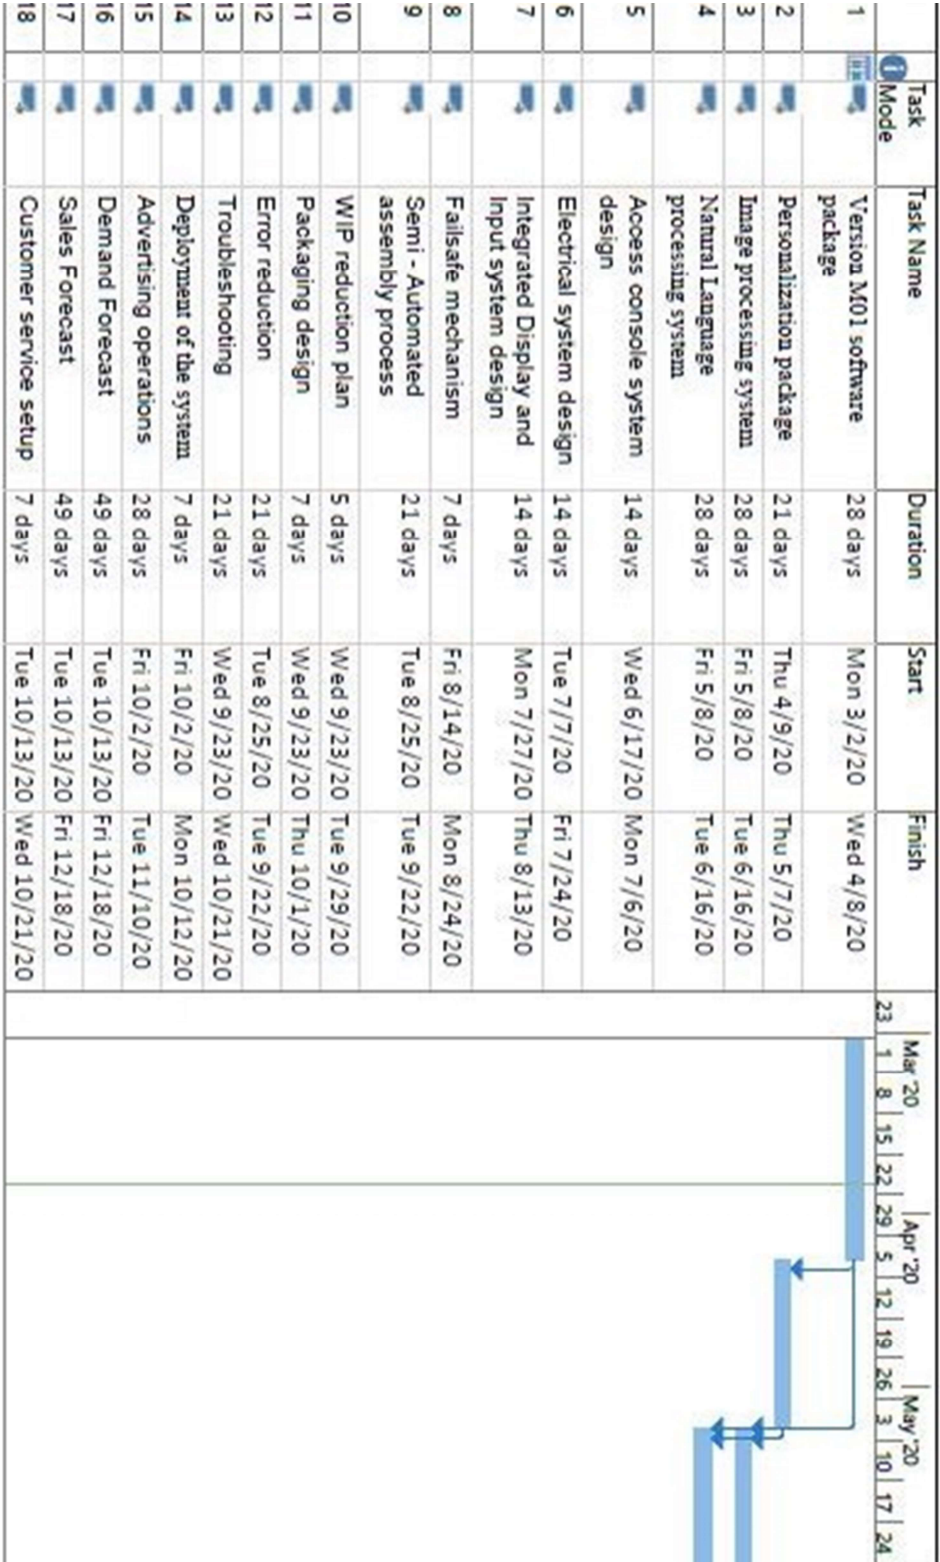 Task Mode Task Name Duration Start Finish
Mar '20 Apr '20 May '20
23 1 8 15 22 29 5 12 19 26 3 10 17 24
1 Version M01 software package 28 days Mon 3/2/20 Wed 4/8/20
2 Personalization package 21 days Thu 4/9/20 Thu 5/7/20
3 Image processing system 28 days Fri 5/8/20 Tue 6/16/20
4 Natural Language processing system 28 days Fri 5/8/20 Tue 6/16/20
5 Access console system design 14 days Wed 6/17/20 Mon 7/6/20
6 Electrical system design 14 days Tue 7/7/20 Fri 7/24/20
7 Integrated Display and Input system design 14 days Mon 7/27/20 Thu 8/13/20
8 Failsafe mechanism 7 days Fri 8/14/20 Mon 8/24/20
9 Semi - Automated assembly process 21 days Tue 8/25/20 Tue 9/22/20
10 WIP reduction plan 5 days Wed 9/23/20 Tue 9/29/20
11 Packaging design 7 days Wed 9/23/20 Thu 10/1/20
12 Error reduction 21 days Tue 8/25/20 Tue 9/22/20
13 Troubleshooting 21 days Wed 9/23/20 Wed 10/21/20
14 Deployment of the system 7 days Fri 10/2/20 Mon 10/12/20
15 Advertising operations 28 days Fri 10/2/20 Tue 11/10/20
16 Demand Forecast 49 days Tue 10/13/20 Fri 12/18/20
17 Sales Forecast 49 days Tue 10/13/20 Fri 12/18/20
18 Customer service setup 7 days Tue 10/13/20 Wed 10/21/20